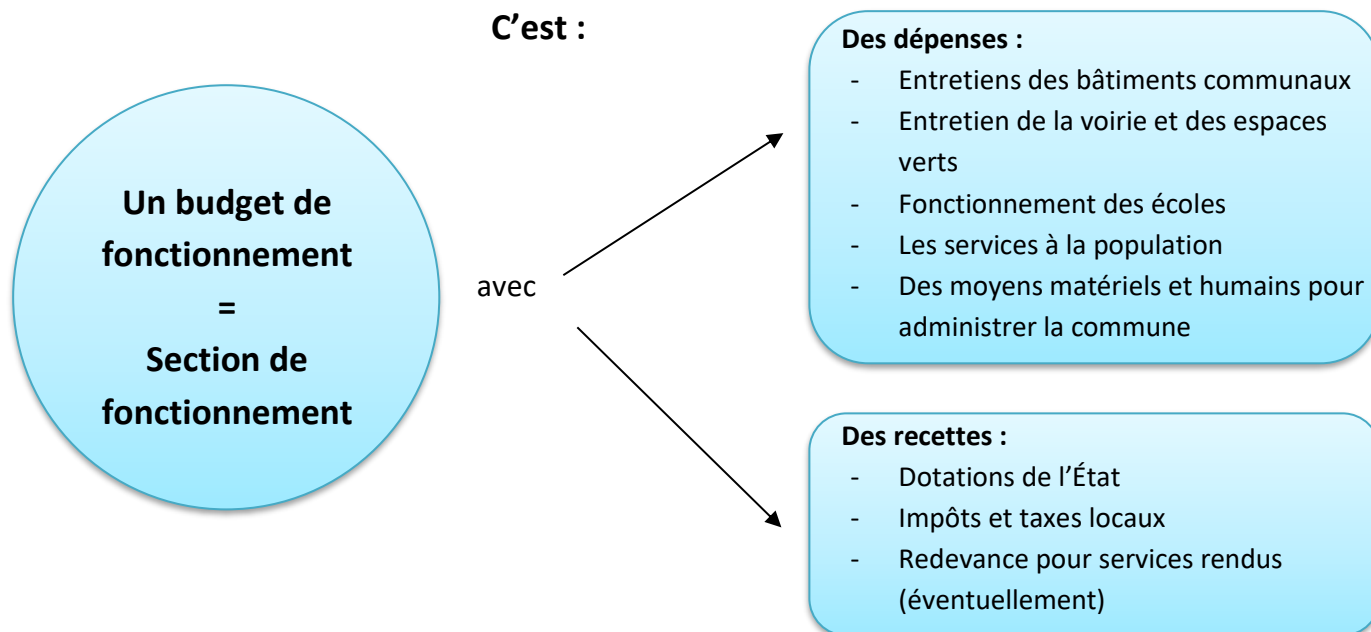 C’est :
Un budget de
fonctionnement
=
Section de
fonctionnement
avec
Des dépenses :
- Entretiens des bâtiments communaux
- Entretien de la voirie et des espaces
verts
- Fonctionnement des écoles
- Les services à la population
- Des moyens matériels et humains pour
administrer la commune
Des recettes :
- Dotations de l’État
- Impôts et taxes locaux
- Redevance pour services rendus
(éventuellement)